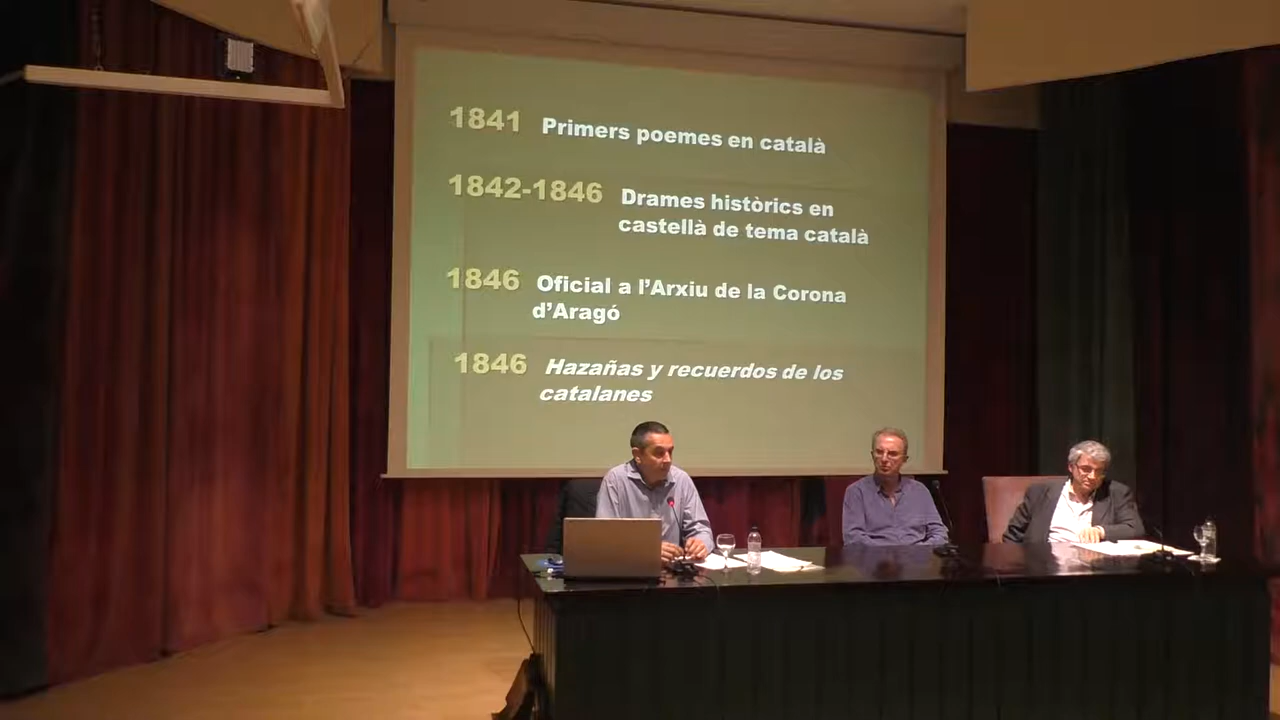 1841 Primers poemes en català
1842-1846 Drames històrics en
castellà de tema català
1846 Oficial a l'Arxiu de la Corona
d'Aragó
1846 Hazañas y recuerdos de los
catalanes